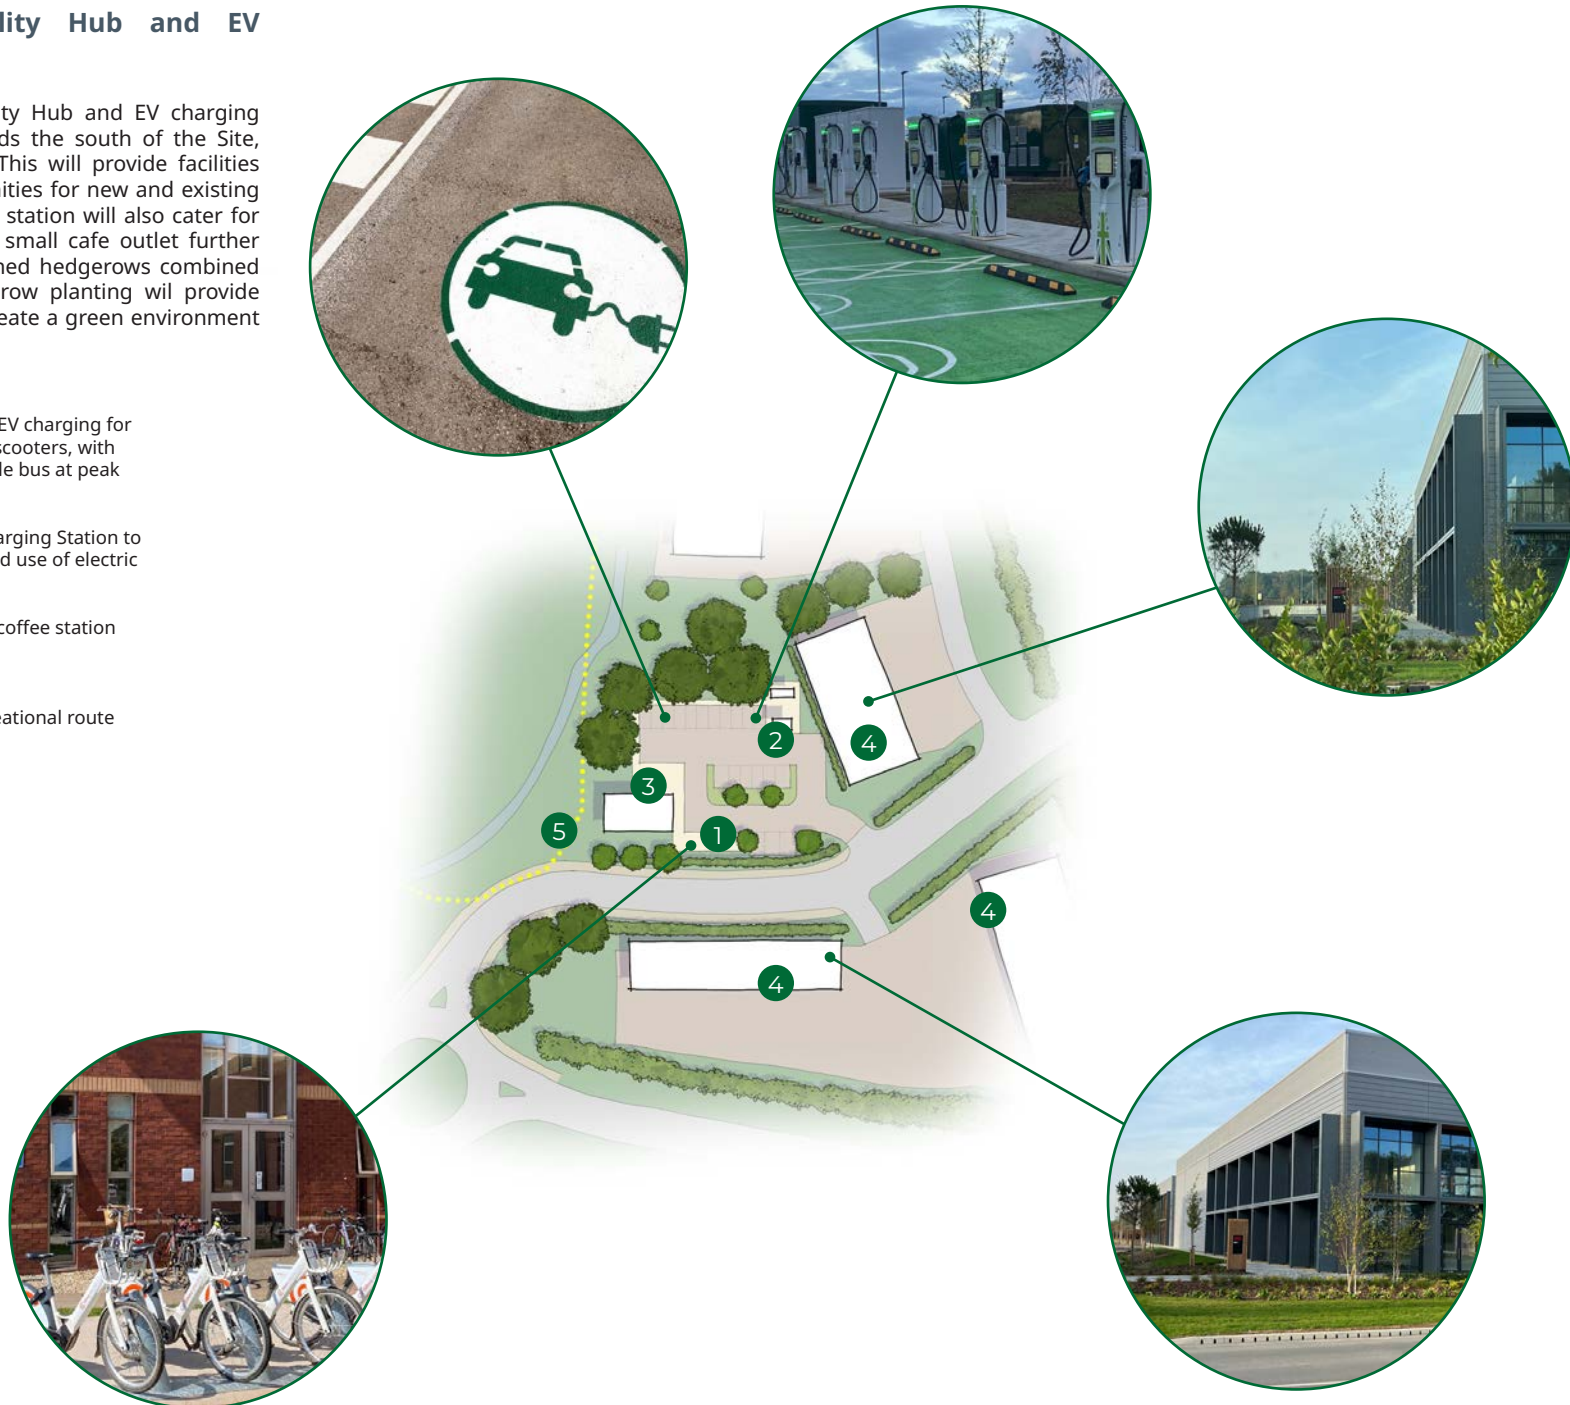 lity Hub and EV
ty Hub and EV charging
ds the south of the Site,
This will provide facilities
nities for new and existing
station will also cater for
small cafe outlet further
ned hedgerows combined
row planting wil provide
eate a green environment
EV charging for
scooters, with
le bus at peak
arging Station to
d use of electric
coffee station
eational route
2
4
3
5
1
4
4